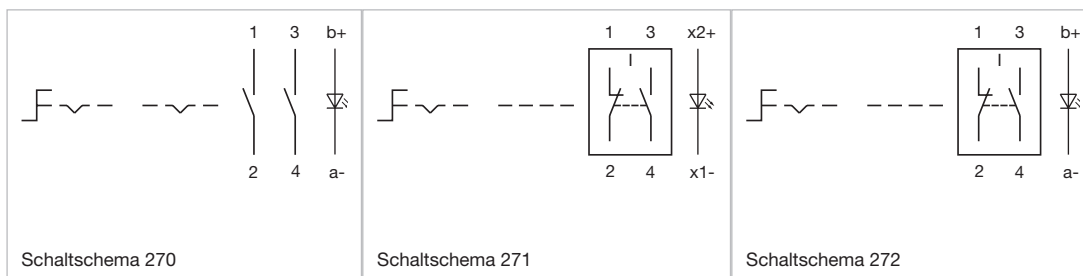 1 3 b+
2 4 a-
Schaltschema 270
1 3 x2+
I
2 4 x1-
Schaltschema 271
1 3 b+
I
2 4 a-
Schaltschema 272